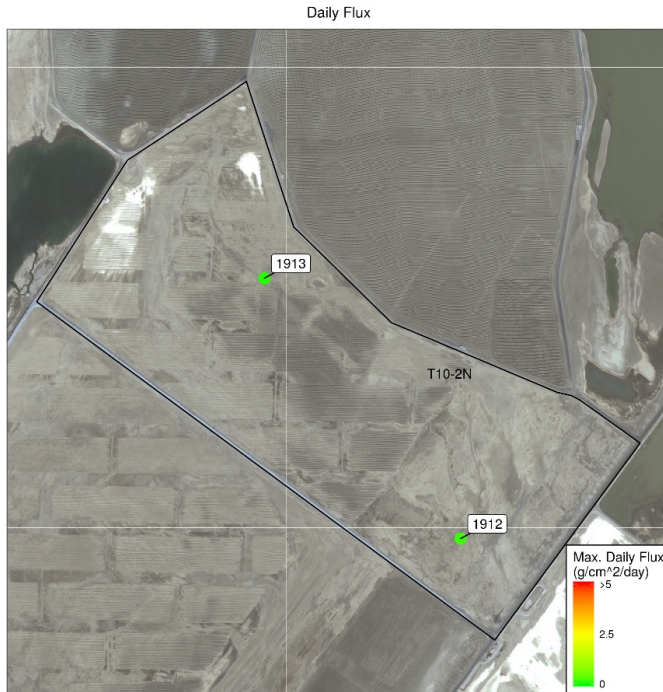 Daily Flux
1913
T10-2N
1912
Max. Daily Flux
(g/cm^2/day)
>5
2.5
0